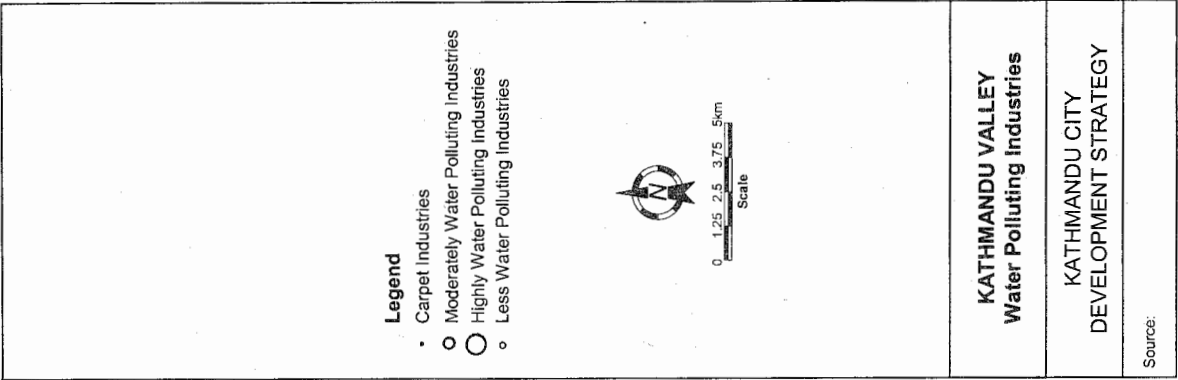 Legend
Carpet Industries
Moderately Water Polluting Industries
Highly Water Polluting Industries
Less Water Polluting Industries
N
0 1.25 2.5 3.75 5km
Scale
KATHMANDU VALLEY
Water Polluting Industries
KATHMANDU CITY
DEVELOPMENT STRATEGY
Source: